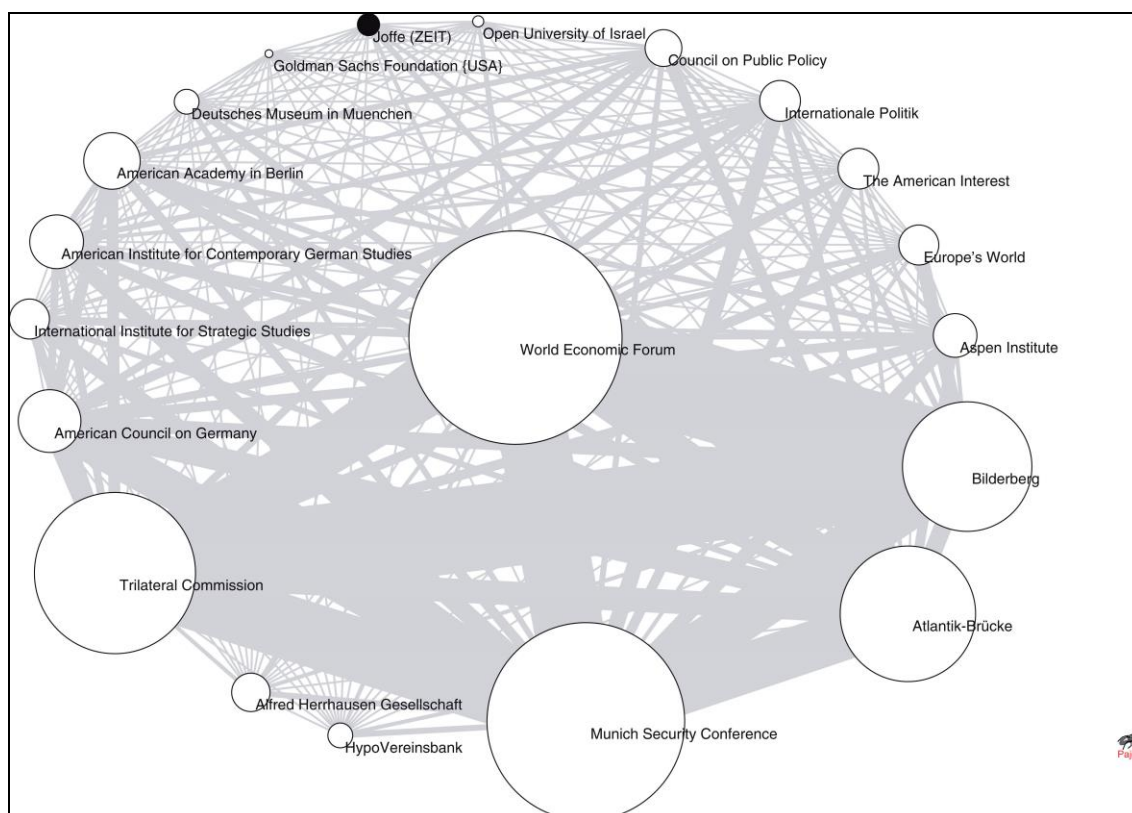 Joffe (ZEIT)
Open University of Israel
Council on Public Policy
Goldman Sachs Foundation {USA}
Internationale Politik
Deutsches Museum in Muenchen
American Academy in Berlin
The American Interest
American Institute for Contemporary German Studies
Europe's World
International Institute for Strategic Studies
World Economic Forum
Aspen Institute
American Council on Germany
Bilderberg
Trilateral Commission
Atlantik-Brücke
Alfred Herrhausen Gesellschaft
Munich Security Conference
HypoVereinsbank
Paj